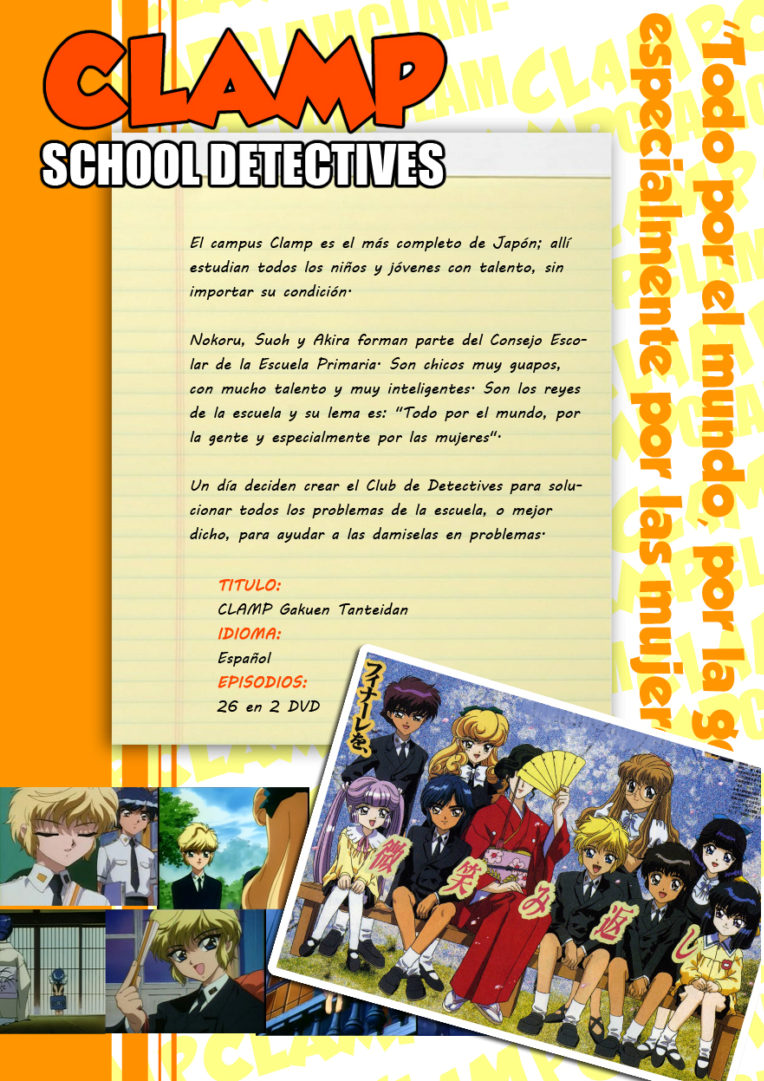 CLAMP
SCHOOL DETECTIVES
El campus Clamp es el más completo de Japón; allí
estudian todos los niños y jóvenes con talento, sin
importar su condición.
Nokoru, Suoh y Akira forman parte del Consejo Esco-
lar de la Escuela Primaria. Son chicos muy guapos,
con mucho talento y muy inteligentes. Son los reyes
de la escuela y su lema es: "Todo por el mundo, por
la gente y especialmente por las mujeres".
Un día deciden crear el Club de Detectives para solu-
cionar todos los problemas de la escuela, o mejor
dicho, para ayudar a las damiselas en problemas.
TITULO:
CLAMP Gakuen Tanteidan
IDIOMA:
Español
EPISODIOS:
26 en 2 DVD
"Todo por el mundo, por la g
especialmente por las mujer
フィナーレを、
微笑み返し